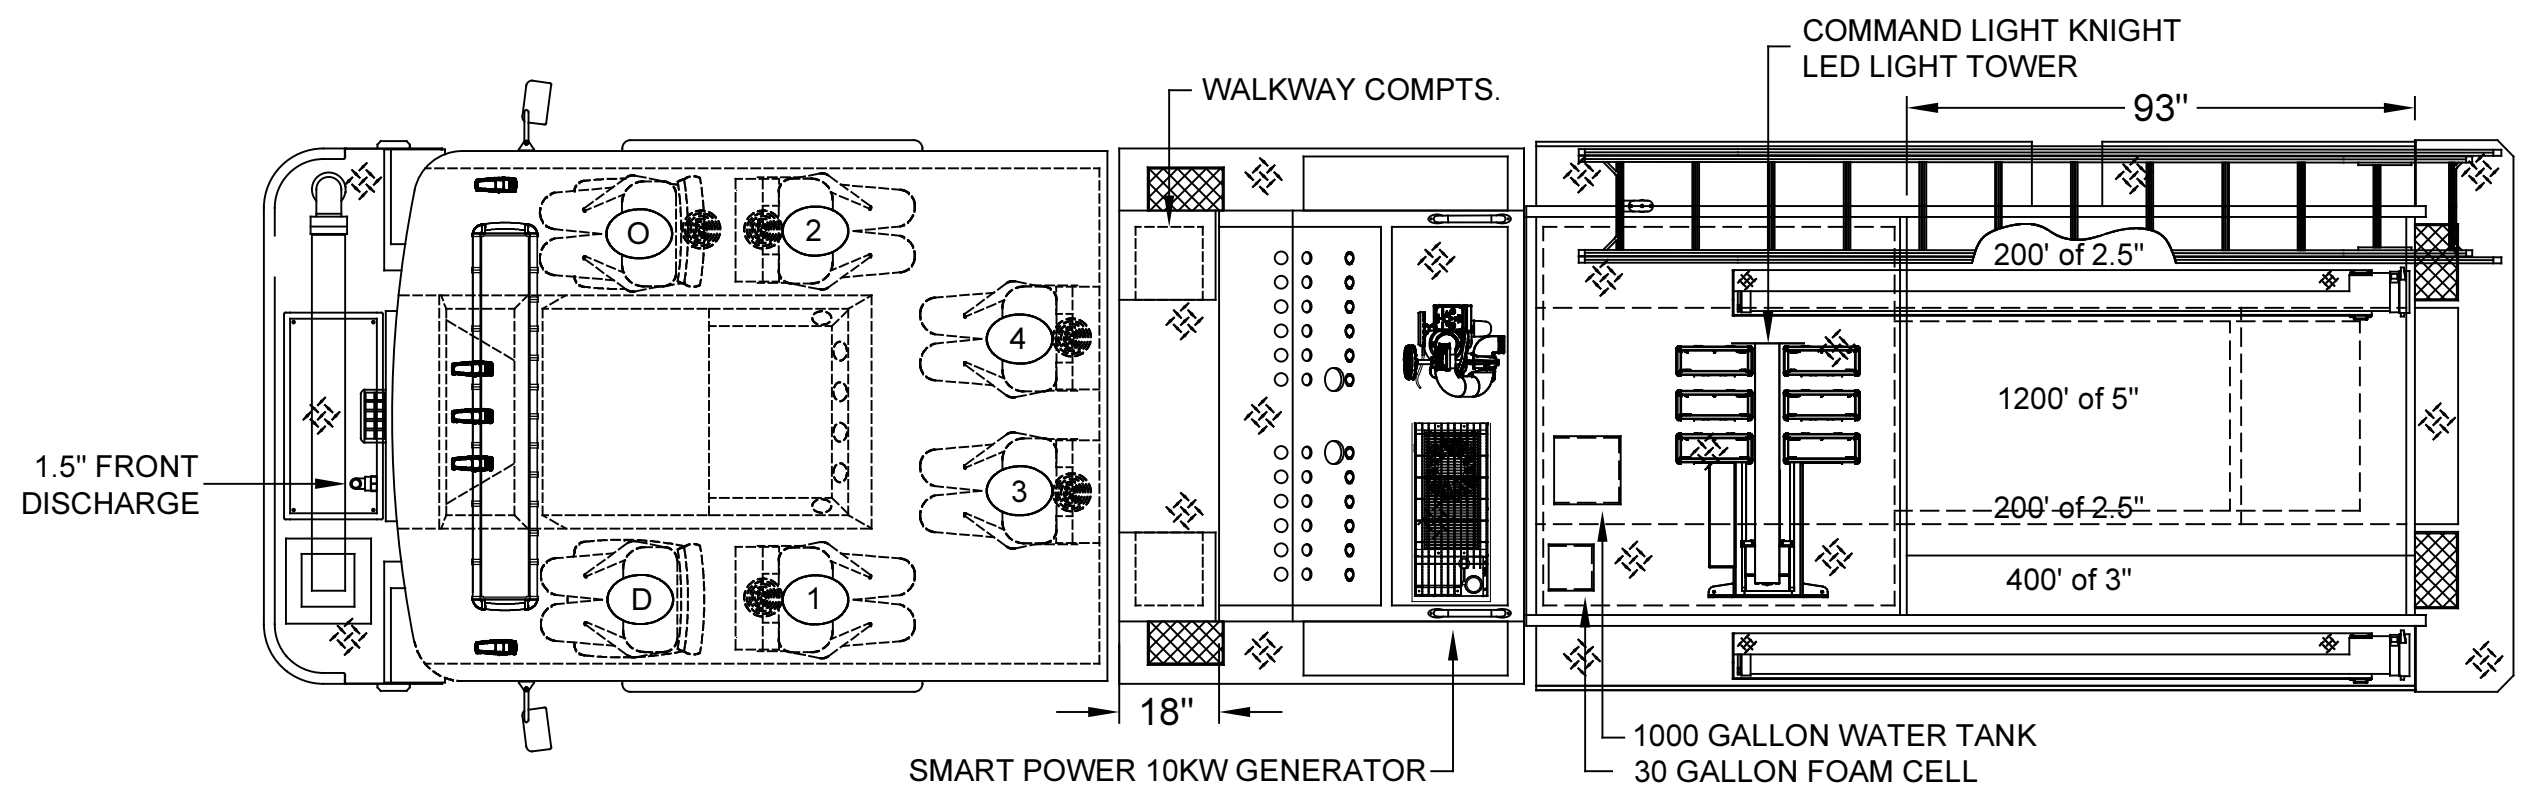 COMMAND LIGHT KNIGHT
LED LIGHT TOWER
WALKWAY COMPTS.
93"
O
2
200' of 2.5"
4
1200' of 5"
1.5" FRONT
DISCHARGE
3
200' of 2.5"
D
1
400' of 3"
18"
1000 GALLON WATER TANK
SMART POWER 10KW GENERATOR
30 GALLON FOAM CELL